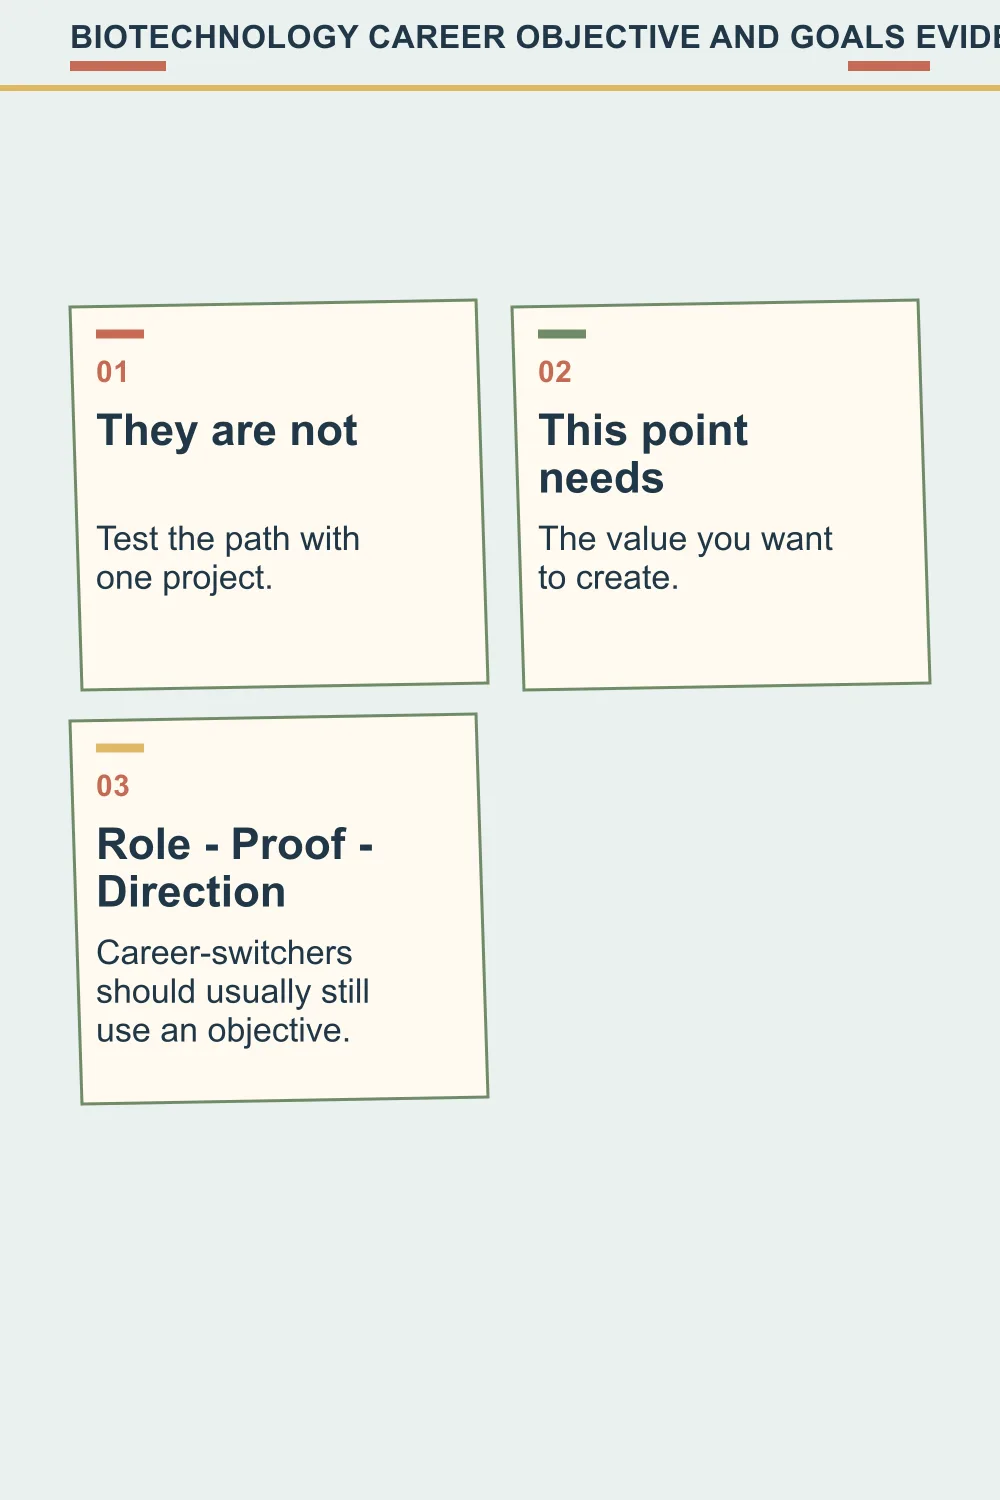 BIOTECHNOLOGY CAREER OBJECTIVE AND GOALS
01
They are not
Test the path with
one project.
02
This point
needs
The value you want
to create.
03
Role - Proof -
Direction
Career-switchers
should usually still
use an objective.